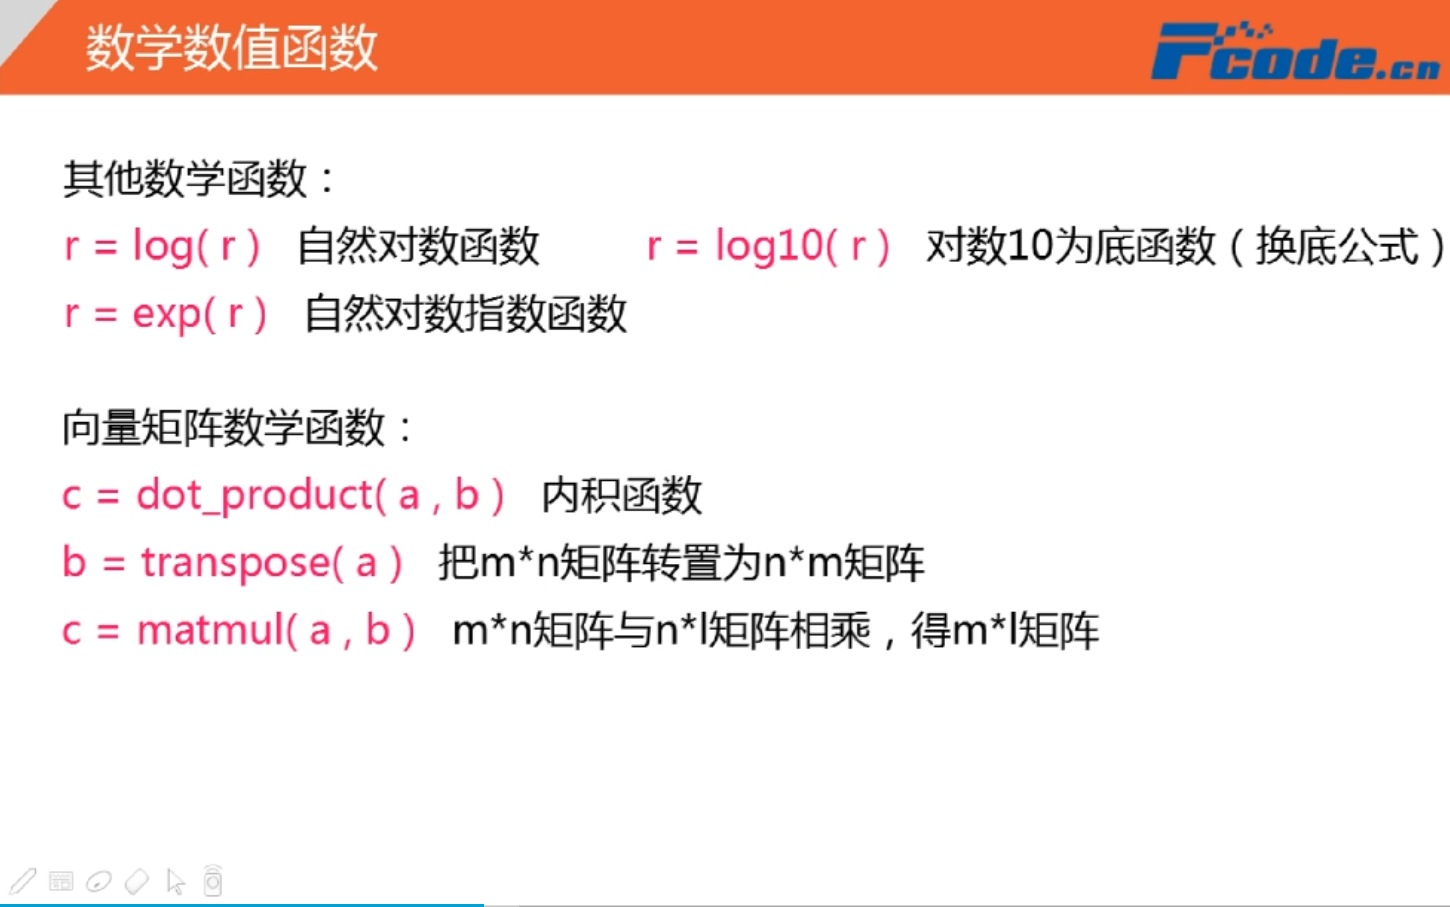 数学数值函数
Fcode.cn
其他数学函数：
r = log( r ) 自然对数函数 r = log10( r ) 对数10为底函数（换底公式）
r = exp( r ) 自然对数指数函数
向量矩阵数学函数：
c = dot_product( a , b ) 内积函数
b = transpose( a ) 把m*n矩阵转置为n*m矩阵
c = matmul( a , b ) m*n矩阵与n*l矩阵相乘，得m*l矩阵